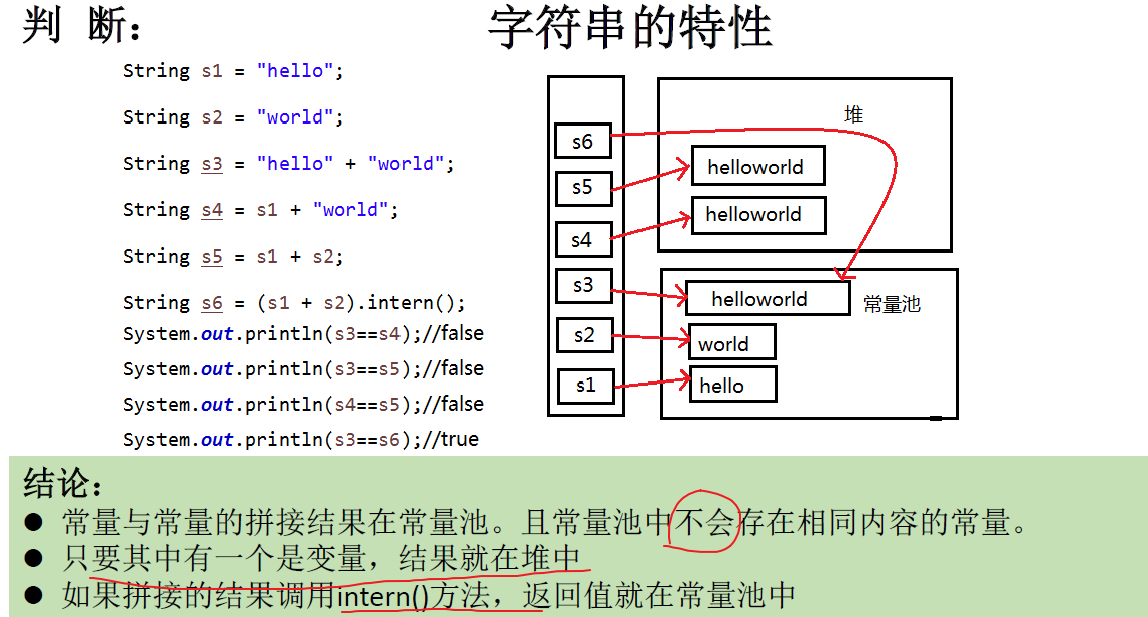 判 断：
字符串的特性
String s1 = "hello";
String s2 = "world";
String s3 = "hello" + "world";
String s4 = s1 + "world";
String s5 = s1 + s2;
String s6 = (s1 + s2).intern();
System.out.println(s3==s4);//false
System.out.println(s3==s5);//false
System.out.println(s4==s5);//false
System.out.println(s3==s6);//true
s6
s5
s4
s3
s2
s1
堆
helloworld
helloworld
helloworld
常量池
world
hello
结论：
● 常量与常量的拼接结果在常量池。且常量池中不会存在相同内容的常量。
● 只要其中有一个是变量，结果就在堆中
● 如果拼接的结果调用intern()方法，返回值就在常量池中